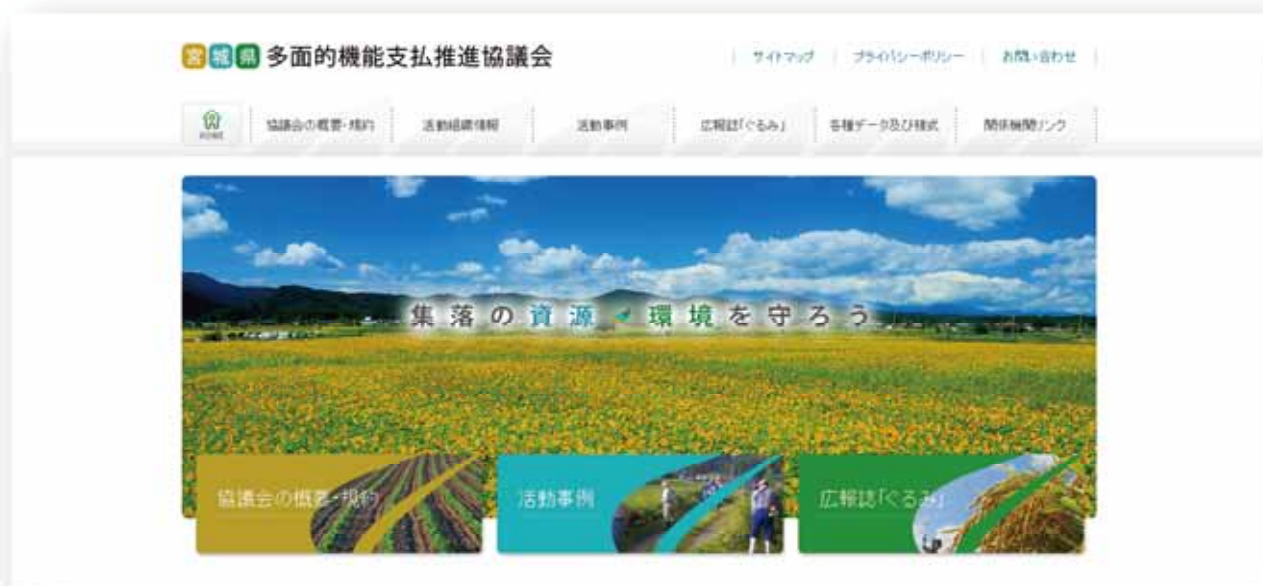 宮城県 多面的機能支払推進協議会
サイトマップ
プライバシーポリシー
お問い合わせ
HOME
協議会の概要・規約
活動組織情報
活動事例
広報誌「ぐるみ」
各種データ及び様式
関係機関リンク
集落の資源環境を守ろう
協議会の概要・規約
活動事例
広報誌「ぐるみ」